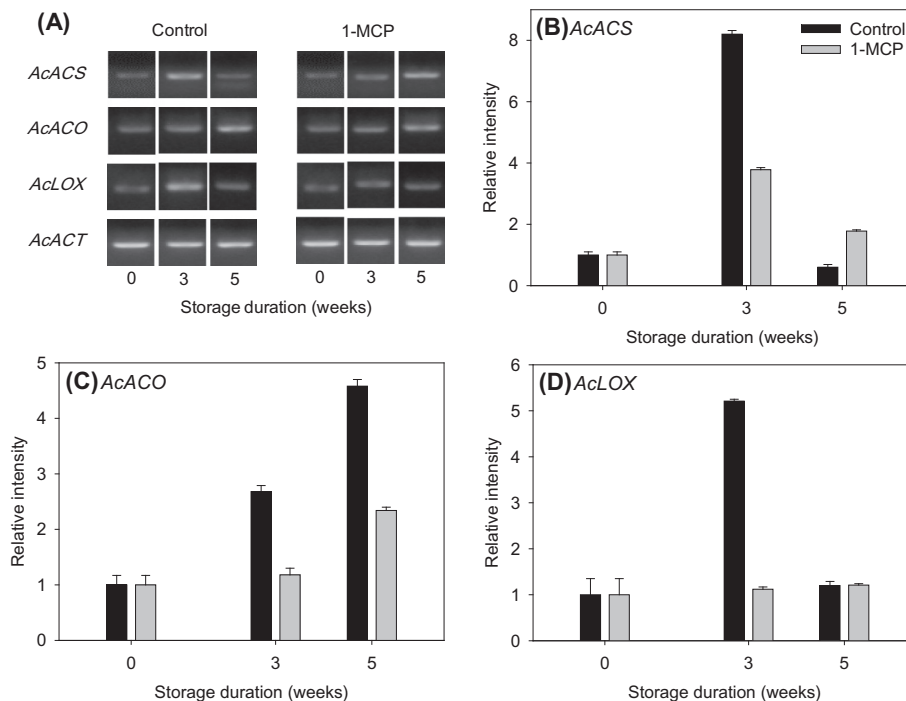 (A)
Control 1-MCP
AcACS
AcACO
AcLOX
AcACT
0 3 5 0 3 5
Storage duration (weeks)
(B) AcACS
Control
1-MCP
Relative intensity
8
6
4
2
0
0 3 5
Storage duration (weeks)
(C) AcACO
Relative intensity
5
4
3
2
1
0
0 3 5
Storage duration (weeks)
(D) AcLOX
Relative intensity
6
5
4
3
2
1
0
0 3 5
Storage duration (weeks)